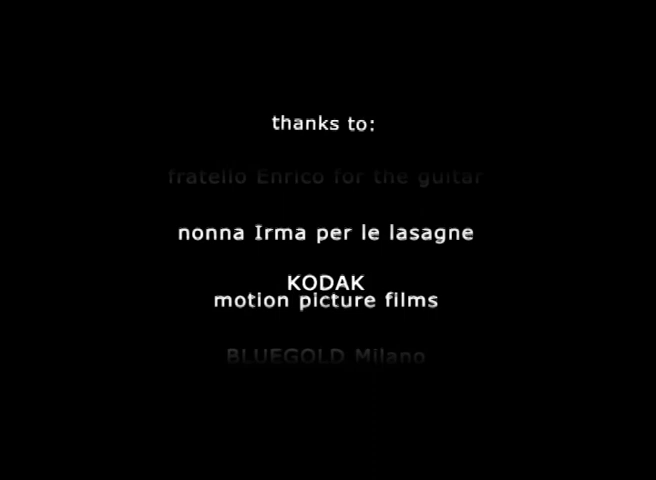 thanks to:
fratello Enrico for the guitar
nonna Irma per le lasagne
KODAK
motion picture films
BLUEGOLD Milano